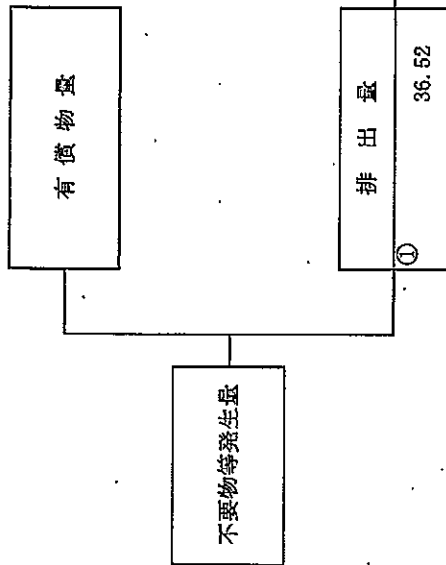 有償物量
不要物等発生量
排出量
①
36.52